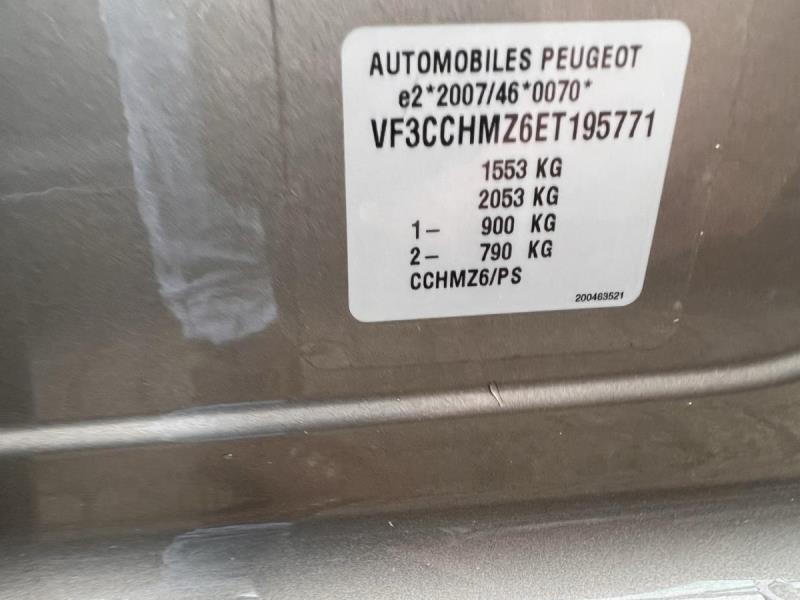 AUTOMOBILES PEUGEOT
e2*2007/46*0070*
VF3CCHMZ6ET195771
1553 KG
2053 KG
1– 900 KG
2– 790 KG
CCHMZ6/PS
200463521